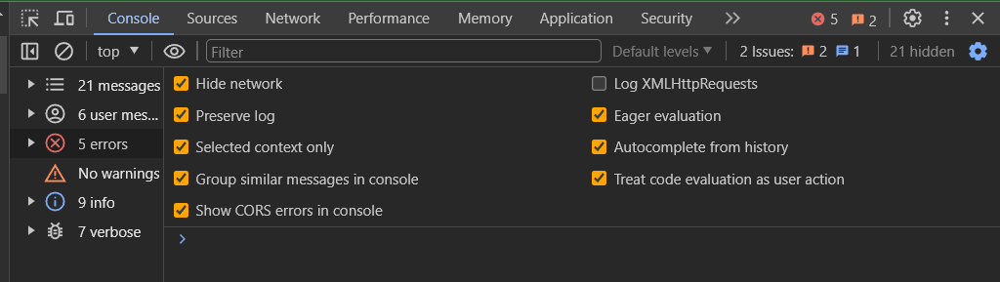 Console Sources Network Performance Memory Application Security 5 2
top Filter Default levels 2 Issues: 2 1 21 hidden
21 messages
6 user mes...
5 errors
No warnings
9 info
7 verbose
Hide network Log XMLHttpRequests
Preserve log Eager evaluation
Selected context only Autocomplete from history
Group similar messages in console Treat code evaluation as user action
Show CORS errors in console